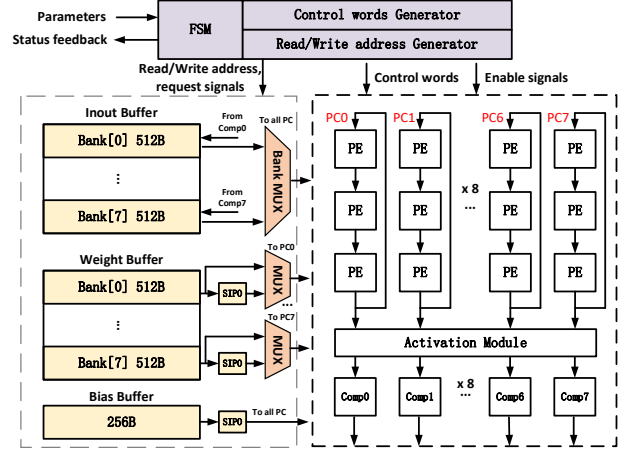 Parameters
Status feedback
FSM
Control words Generator
Read/Write address Generator
Read/Write address,
request signals
Control words
Enable signals
Inout Buffer
From
Comp0
To all PC
Bank[0] 512B
⋮
From
Comp7
Bank[7] 512B
Bank MUX
Weight Buffer
To PC0
Bank[0] 512B
SIPO
MUX
...
⋮
To PC7
Bank[7] 512B
SIPO
MUX
Bias Buffer
256B
SIPO
To all PC
PC0
PC1
PC6
PC7
PE
PE
PE
PE
PE
PE
x 8
...
PE
PE
PE
PE
PE
PE
Activation Module
Comp0
Comp1
x 8
...
Comp6
Comp7